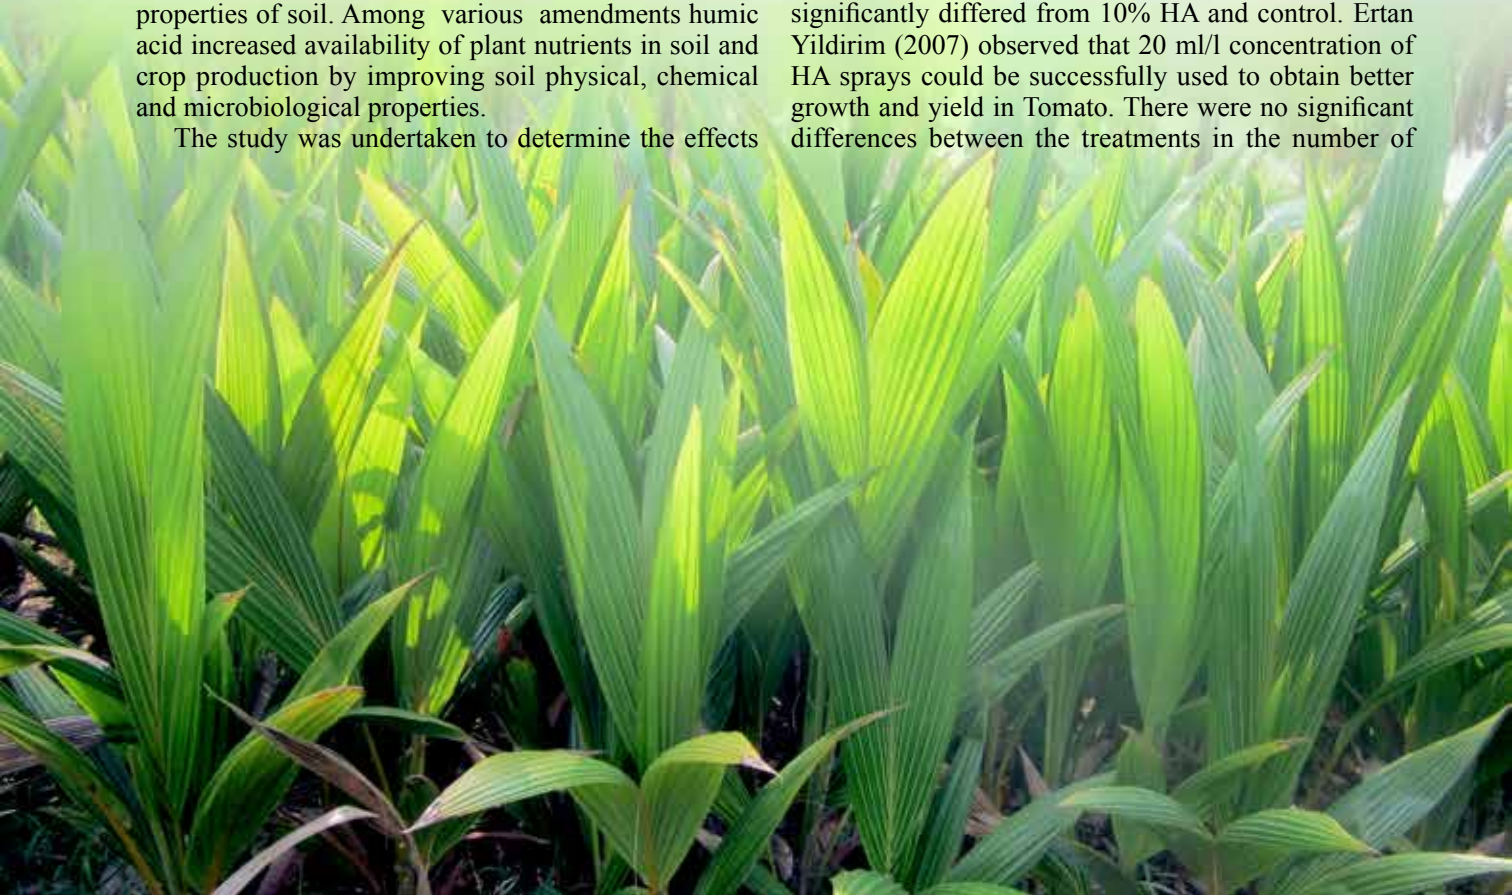 properties of soil. Among various amendments humic
acid increased availability of plant nutrients in soil and
crop production by improving soil physical, chemical
and microbiological properties.
The study was undertaken to determine the effects
significantly differed from 10% HA and control. Ertan
Yildirim (2007) observed that 20 ml/l concentration of
HA sprays could be successfully used to obtain better
growth and yield in Tomato. There were no significant
differences between the treatments in the number of